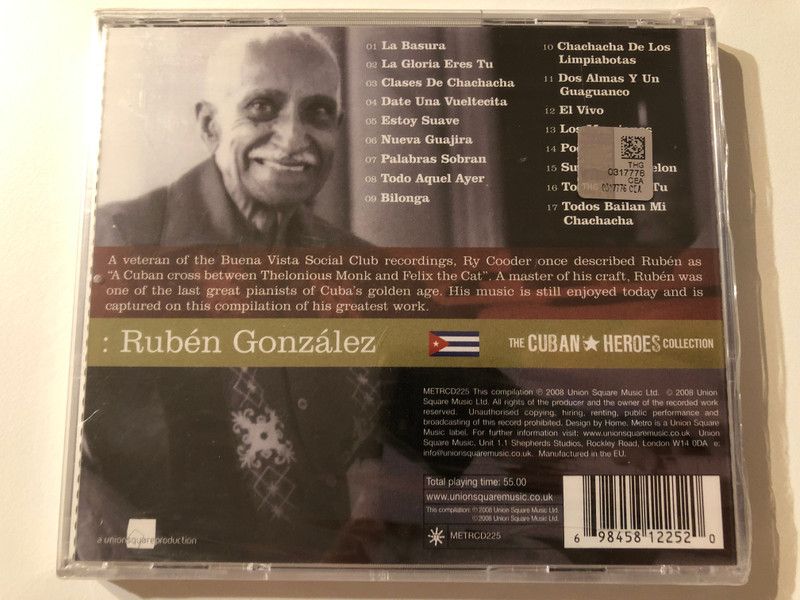 01 La Basura
02 La Gloria Eres Tu
03 Clases De Chachacha
04 Date Una Vueltecita
05 Estoy Suave
06 Nueva Guajira
07 Palabras Sobran
08 Todo Aquel Ayer
09 Bilonga
10 Chachacha De Los
Limpiabotas
11 Dos Almas Y Un
Guaguanco
12 El Vivo
13 Los
14
15
16 Tu
17 Todos Bailan Mi
Chachacha
THG
0317776
CEA
THG 0317776 CEA
A veteran of the Buena Vista Social Club recordings, Ry Cooder once described Rubén as
"A Cuban cross between Thelonious Monk and Felix the Cat". A master of his craft, Rubén was
one of the last great pianists of Cuba's golden age. His music is still enjoyed today and is
captured on this compilation of his greatest work.
: Rubén González
THE CUBAN ★ HEROES COLLECTION
METRCD225 This compilation ℗ 2008 Union Square Music Ltd. © 2008 Union
Square Music Ltd. All rights of the producer and the owner of the recorded work
reserved. Unauthorised copying, hiring, renting, public performance and
broadcasting of this record prohibited. Design by Home. Metro is a Union Square
Music label. For further information visit: www.unionsquaremusic.co.uk Union
Square Music, Unit 1.1 Shepherds Studios, Rockley Road, London W14 0DA e:
info@unionsquaremusic.co.uk. Manufactured in the EU.
Total playing time: 55.00
www.unionsquaremusic.co.uk
This compilation: ℗ 2008 Union Square Music Ltd.
© 2008 Union Square Music Ltd.
METRCD225
6 98458 12252 0
a unionsquareproduction